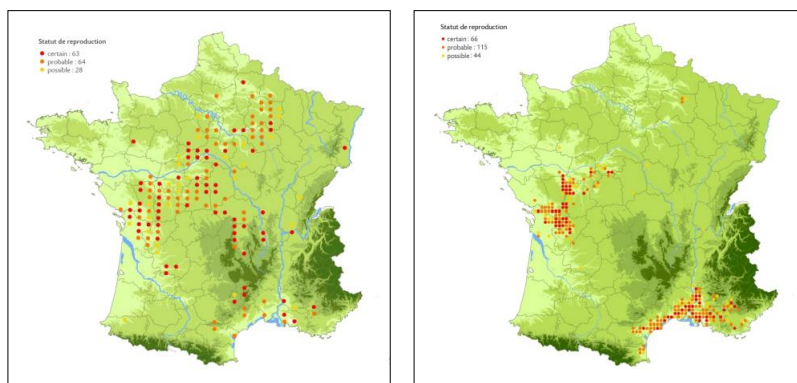 Statut de reproduction
certain : 63
probable : 64
possible : 28
Statut de reproduction
certain : 66
probable : 115
possible : 44